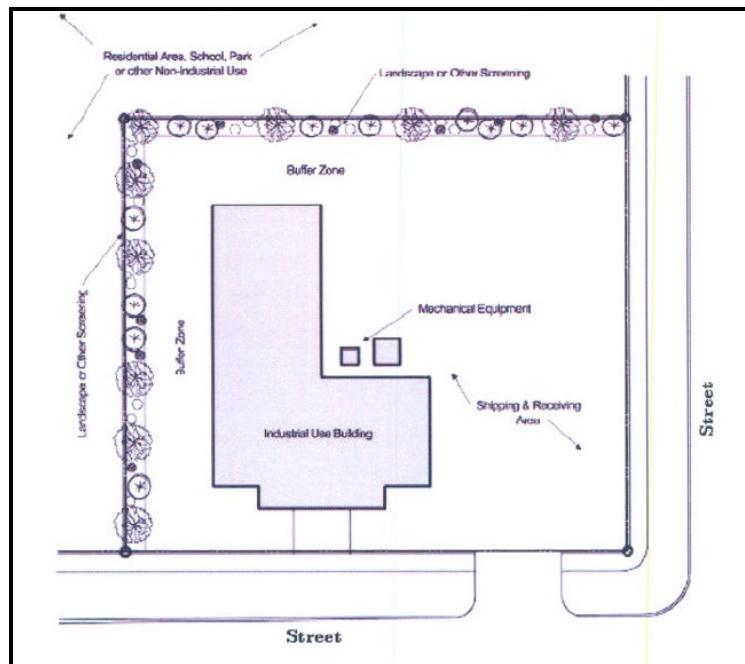 Residential Area, School, Park
or other Non-Industrial Use
Landscape or Other Screening
Buffer Zone
Landscape or Other Screening
Buffer Zone
Mechanical Equipment
Shipping & Receiving
Area
Industrial Use Building
Street
Street